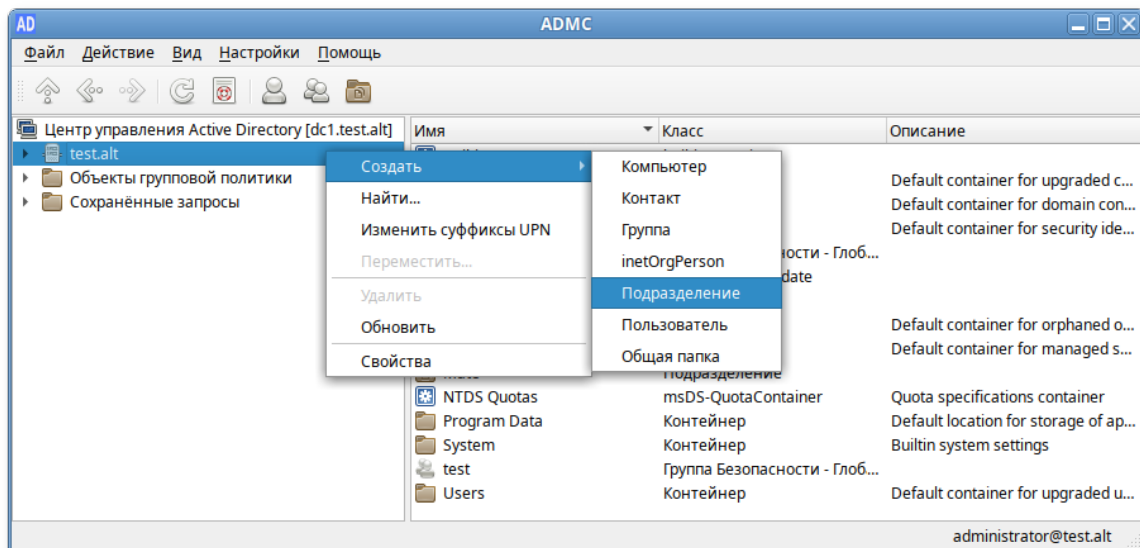 AD ADMC
Файл Действие Вид Настройки Помощь
Центр управления Active Directory [dc1.test.alt]
test.alt
Объекты групповой политики
Сохранённые запросы
Имя Класс Описание
Создать
Найти...
Изменить суффиксы UPN
Переместить...
Удалить
Обновить
Свойства
Компьютер
Контакт
Группа
inetOrgPerson
Подразделение
Пользователь
Общая папка
Default container for upgraded c...
Default container for domain con...
Default container for security ide...
ости - Глоб...
date
Default container for orphaned o...
Default container for managed s...
Подразделение
NTDS Quotas msDS-QuotaContainer Quota specifications container
Program Data Контейнер Default location for storage of ap...
System Контейнер Builtin system settings
test Группа Безопасности - Глоб...
Users Контейнер Default container for upgraded u...
administrator@test.alt